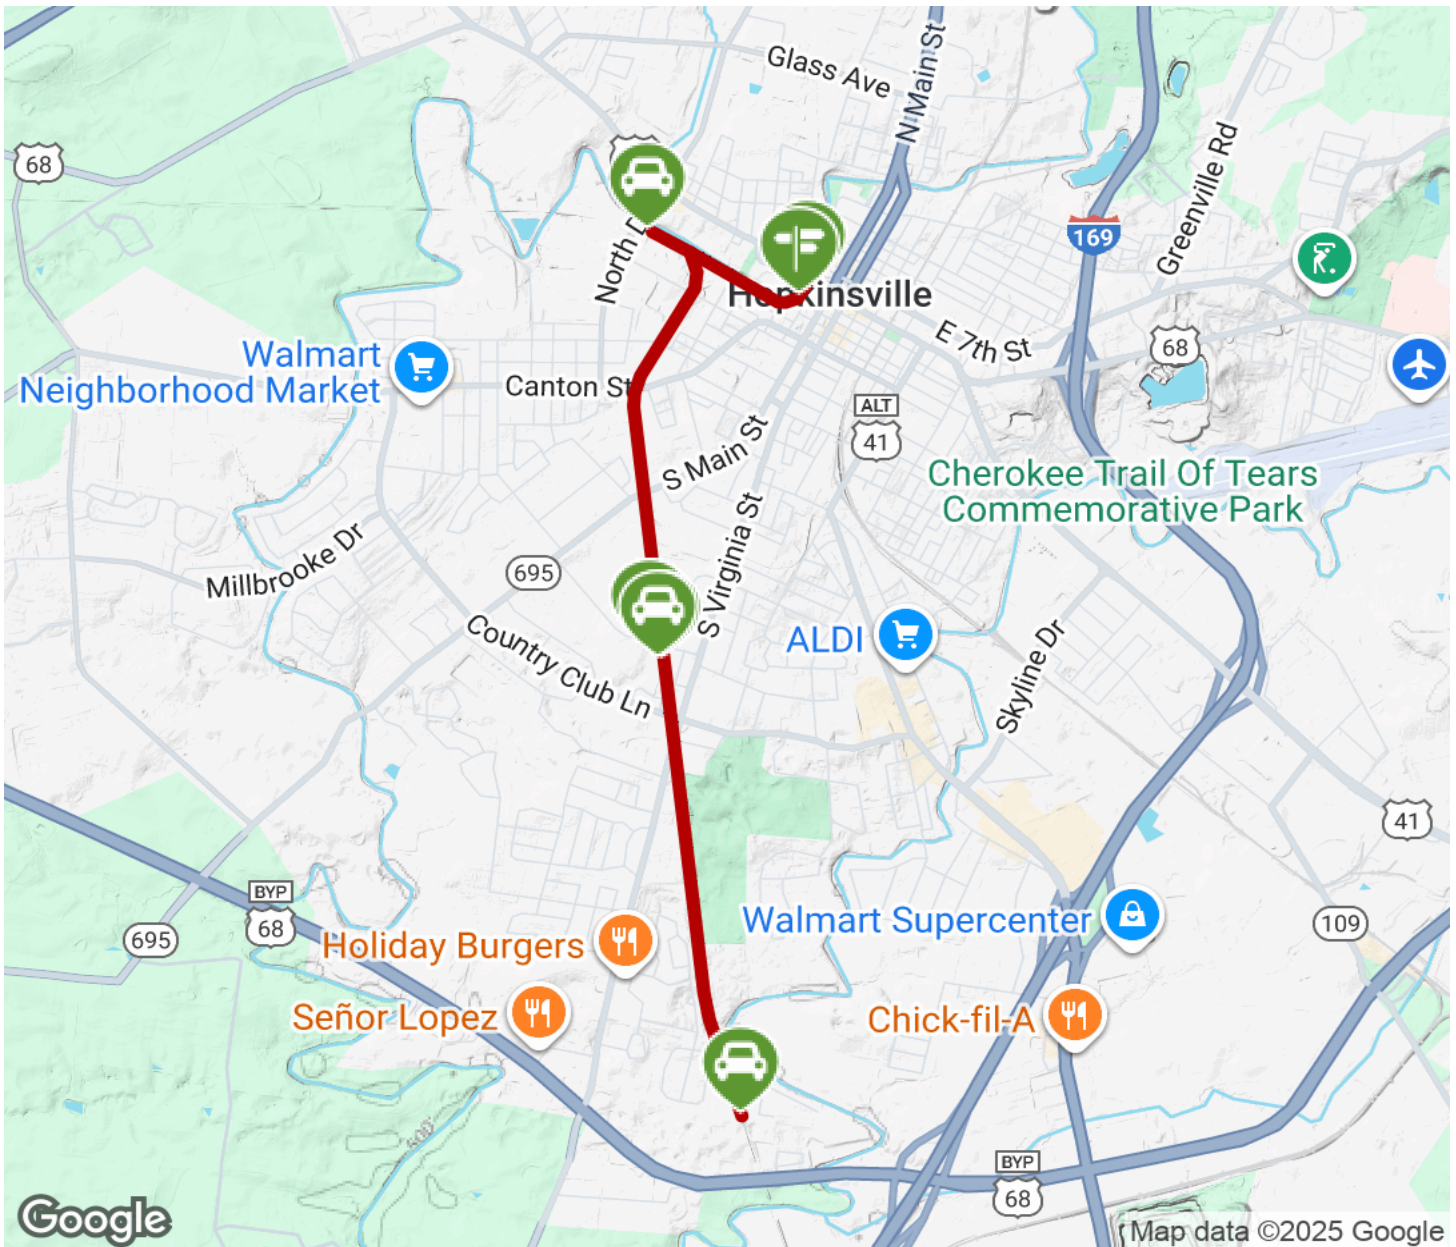 Glass Ave
N Main St
68
Greenville Rd
169
North D
Hopkinsville
E 7th St
68
Walmart
Neighborhood Market
Canton St
ALT
41
S Main St
Cherokee Trail Of Tears
Commemorative Park
Millbrooke Dr
695
S Virginia St
Country Club Ln
ALDI
Skyline Dr
41
BYP
68
695
Holiday Burgers
Walmart Supercenter
109
Señor Lopez
Chick-fil-A
BYP
68
Google
Map data ©2025 Google